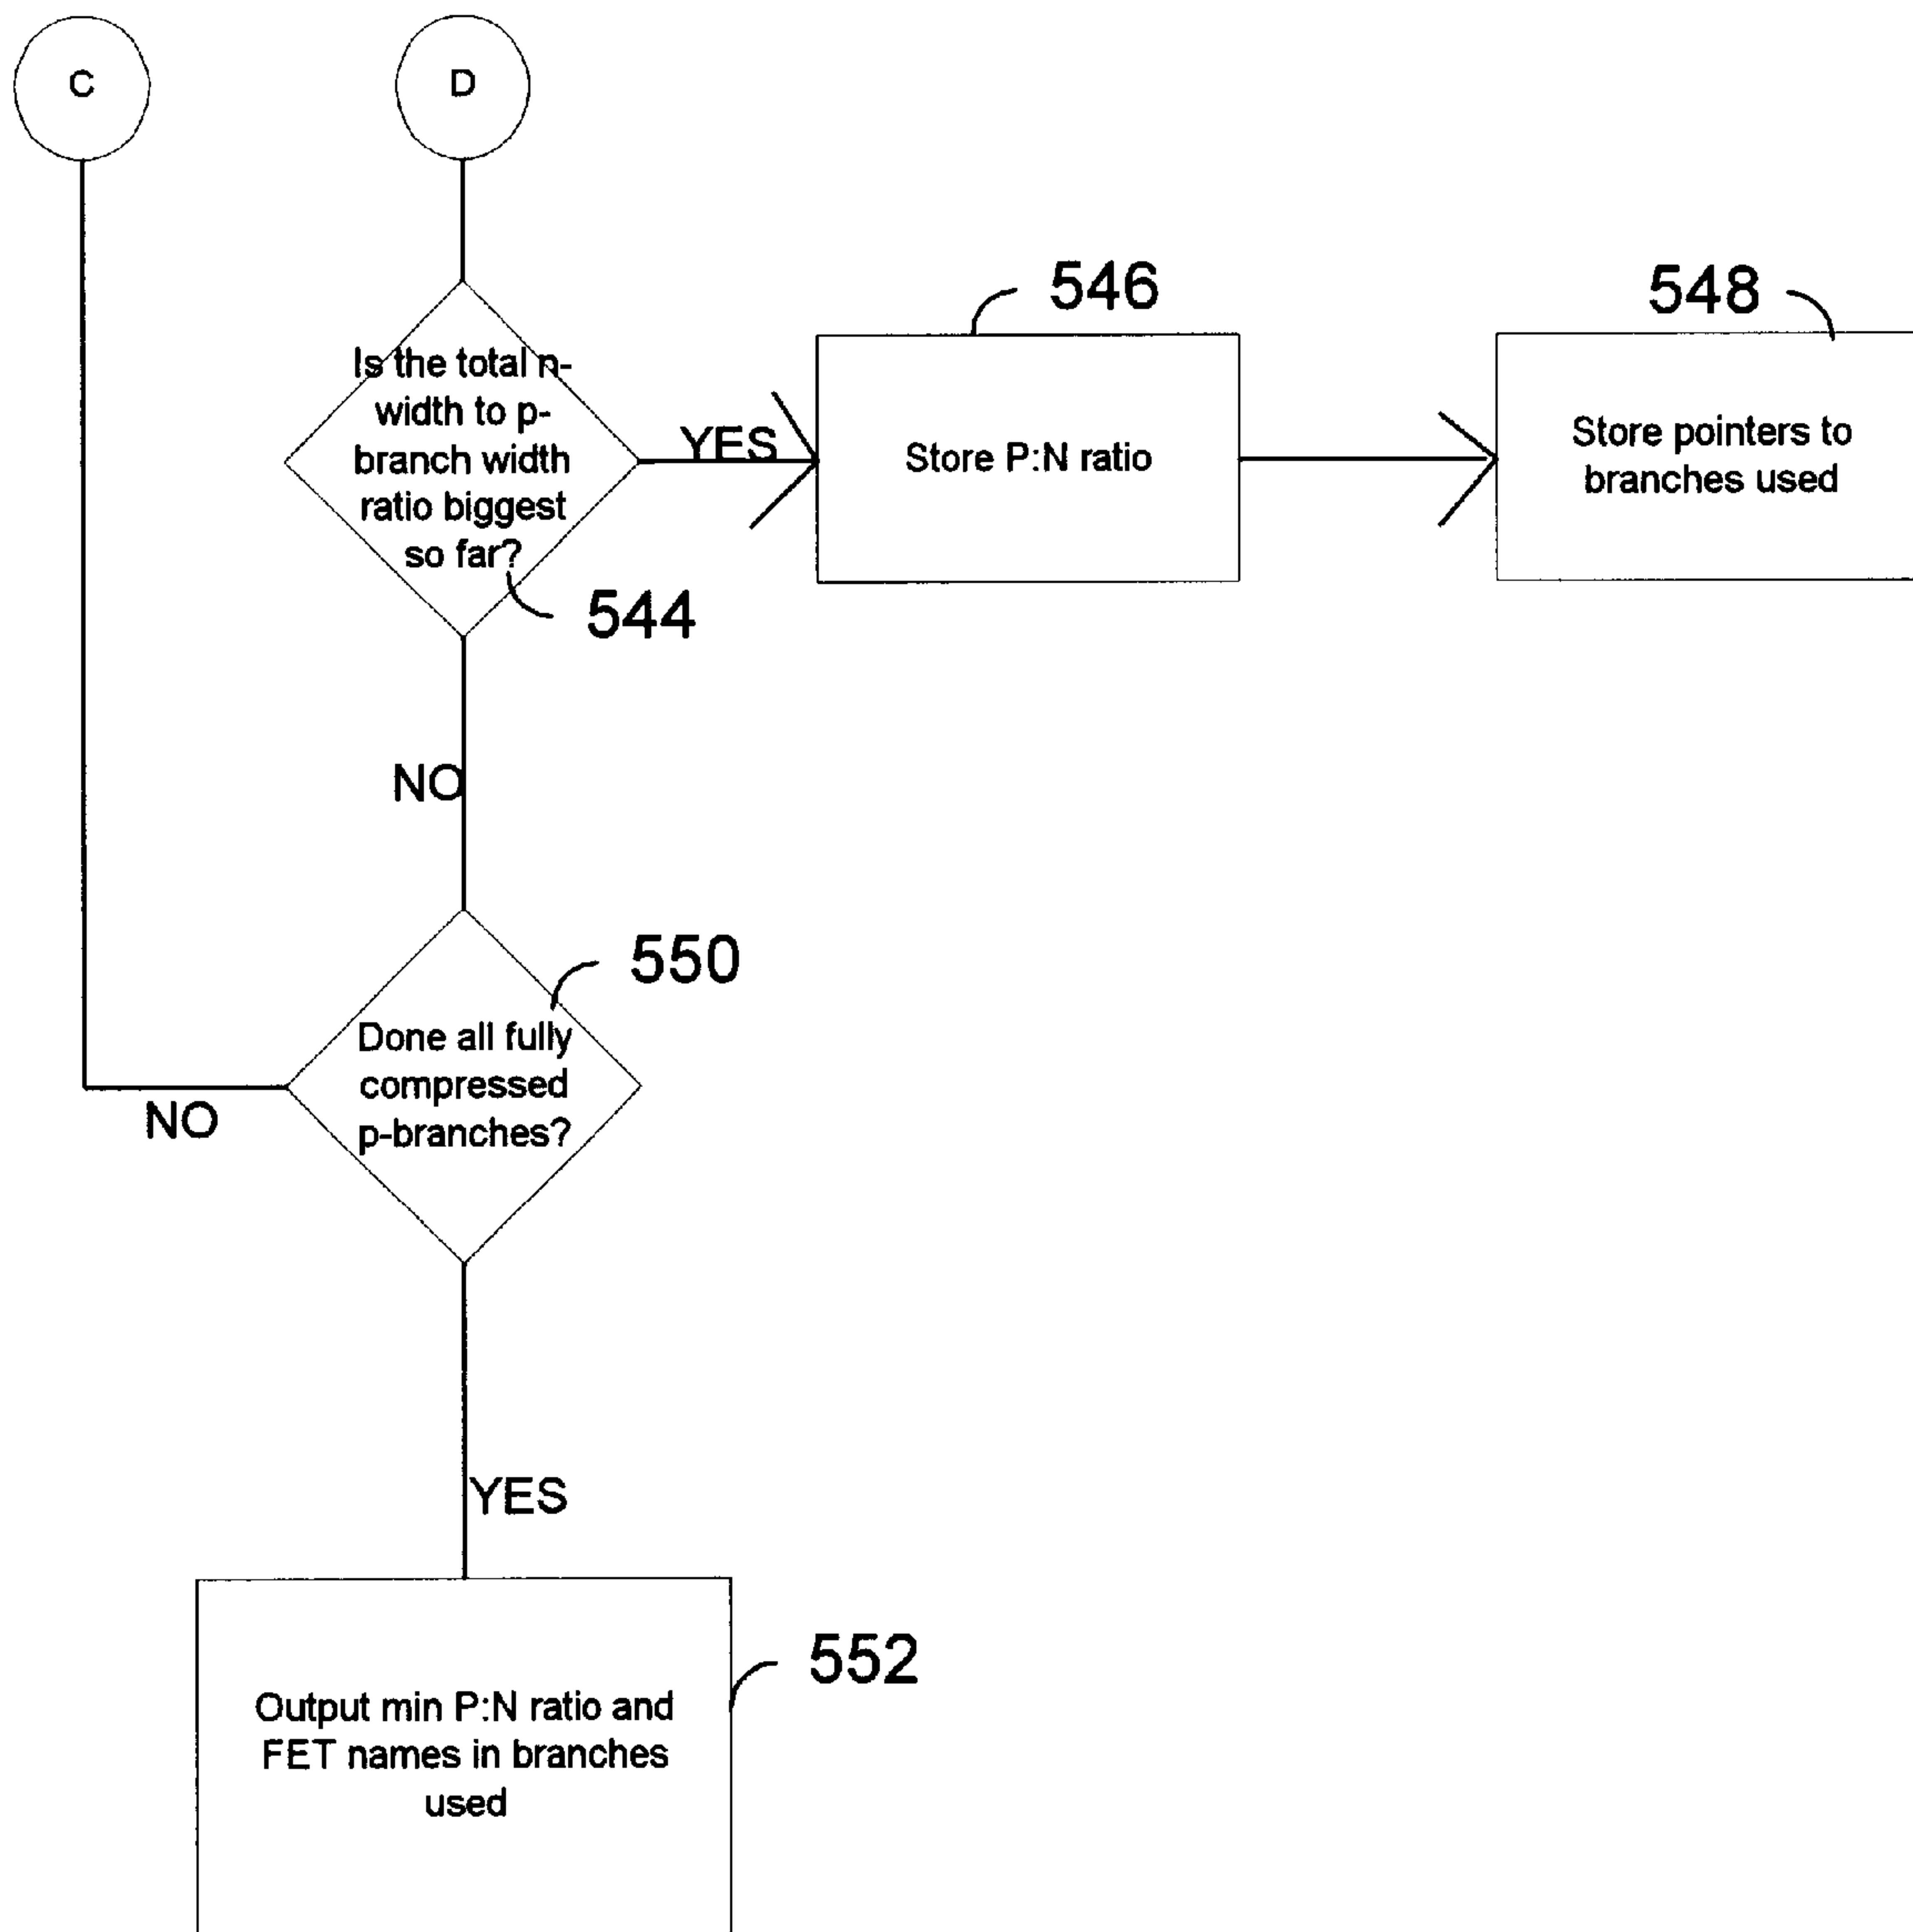 C
D
546
548
Is the total n-
width to p-
branch width
ratio biggest
so far?
YES
Store P:N ratio
Store pointers to
branches used
544
NO
550
Done all fully
compressed
p-branches?
NO
YES
552
Output min P:N ratio and
FET names in branches
used